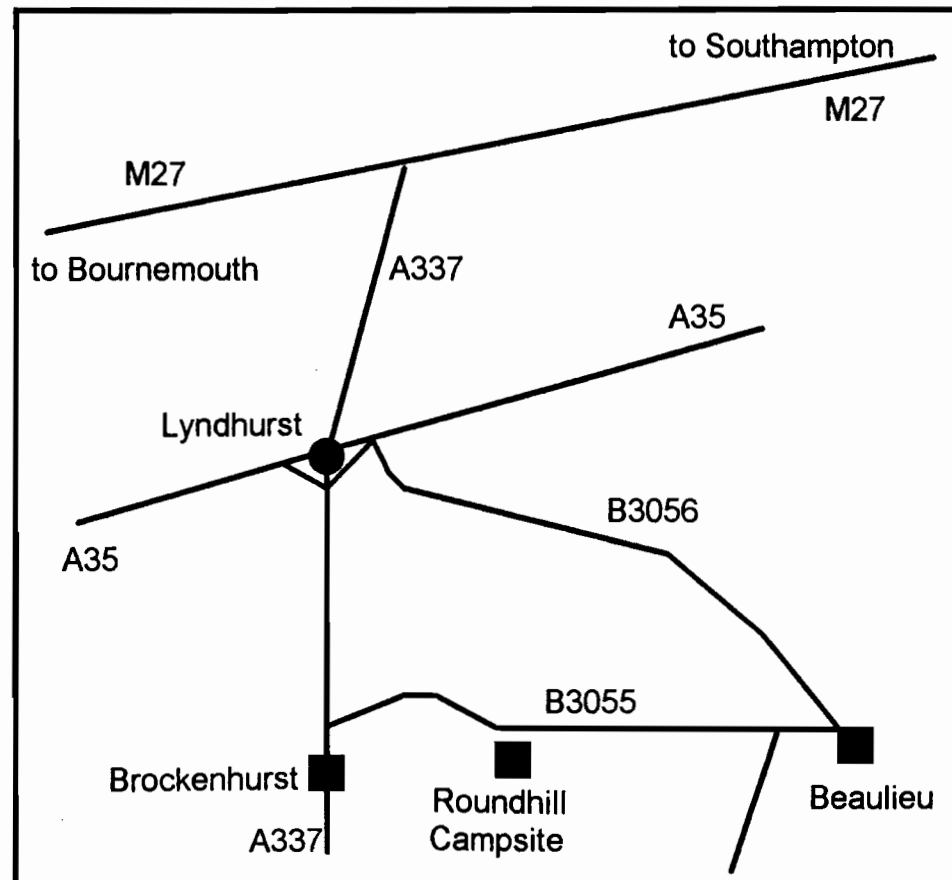 to Southampton
M27
M27
to Bournemouth
A337
A35
Lyndhurst
B3056
A35
B3055
Brockenhurst
Roundhill
Campsite
Beaulieu
A337